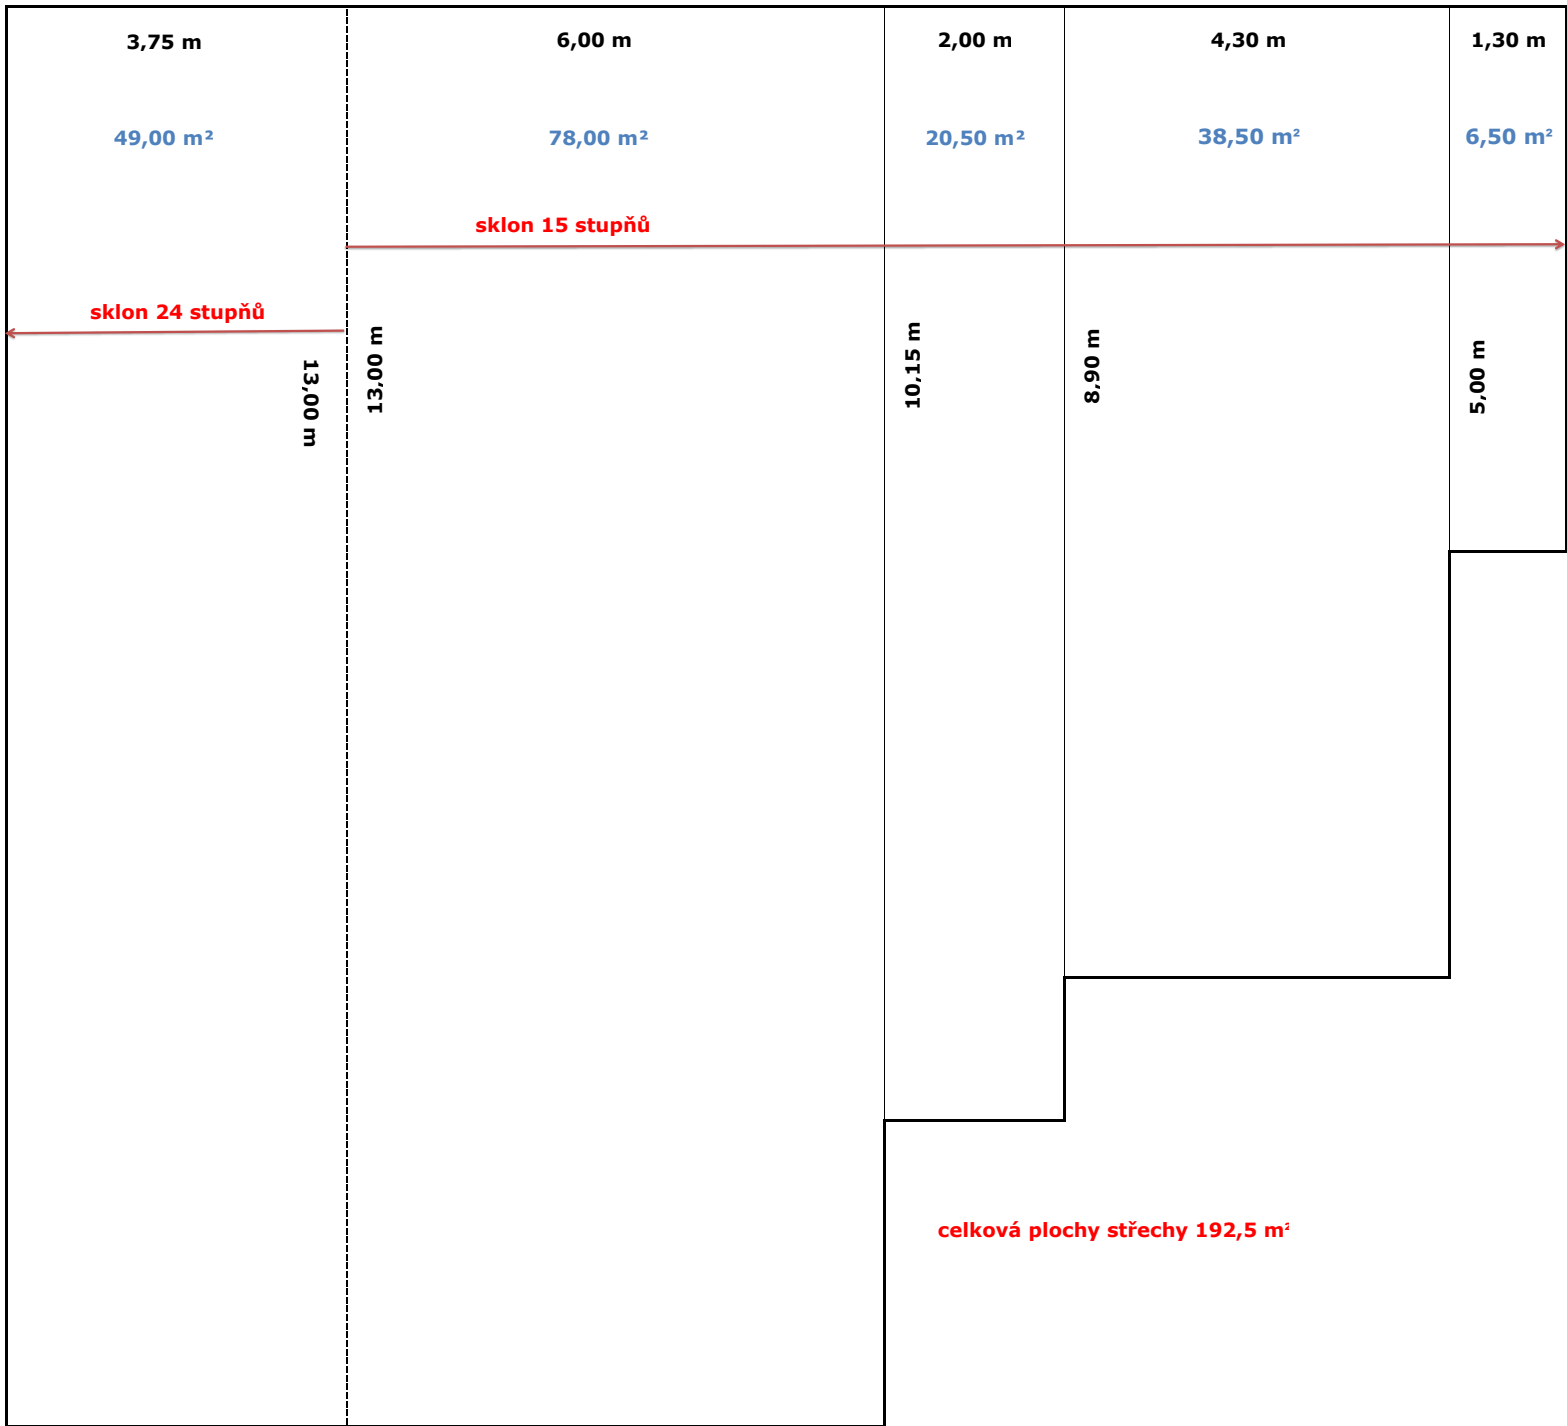 3,75 m
6,00 m
2,00 m
4,30 m
1,30 m
49,00 m²
78,00 m²
20,50 m²
38,50 m²
6,50 m²
sklon 15 stupňů
sklon 24 stupňů
13,00 m
13,00 m
10,15 m
8,90 m
5,00 m
celková plochy střechy 192,5 m²